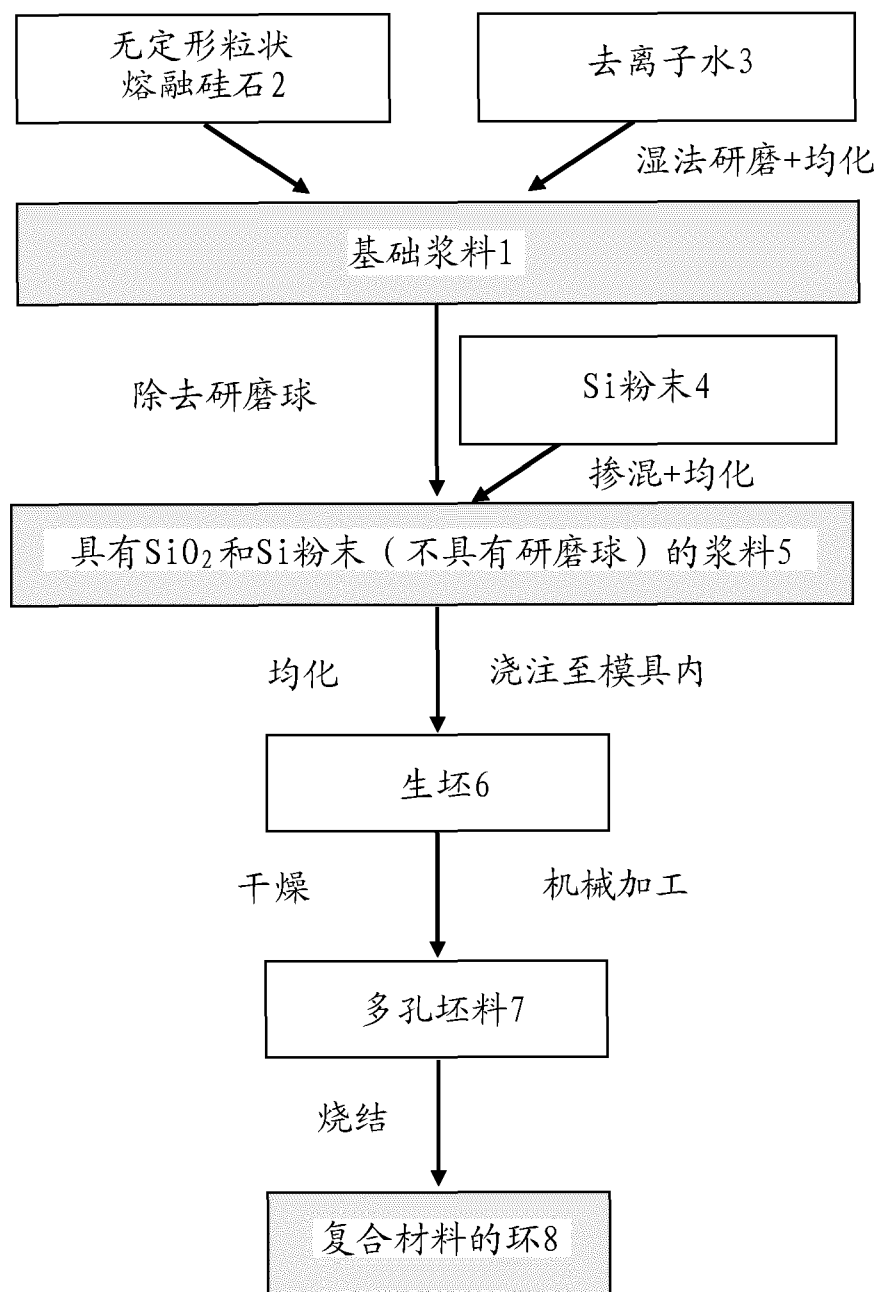 无定形粒状
熔融硅石2
去离子水3
湿法研磨+均化
基础浆料1
除去研磨球
Si粉末4
掺混+均化
具有SiO₂和Si粉末（不具有研磨球）的浆料5
均化
浇注至模具内
生坯6
干燥
机械加工
多孔坯料7
烧结
复合材料的环8